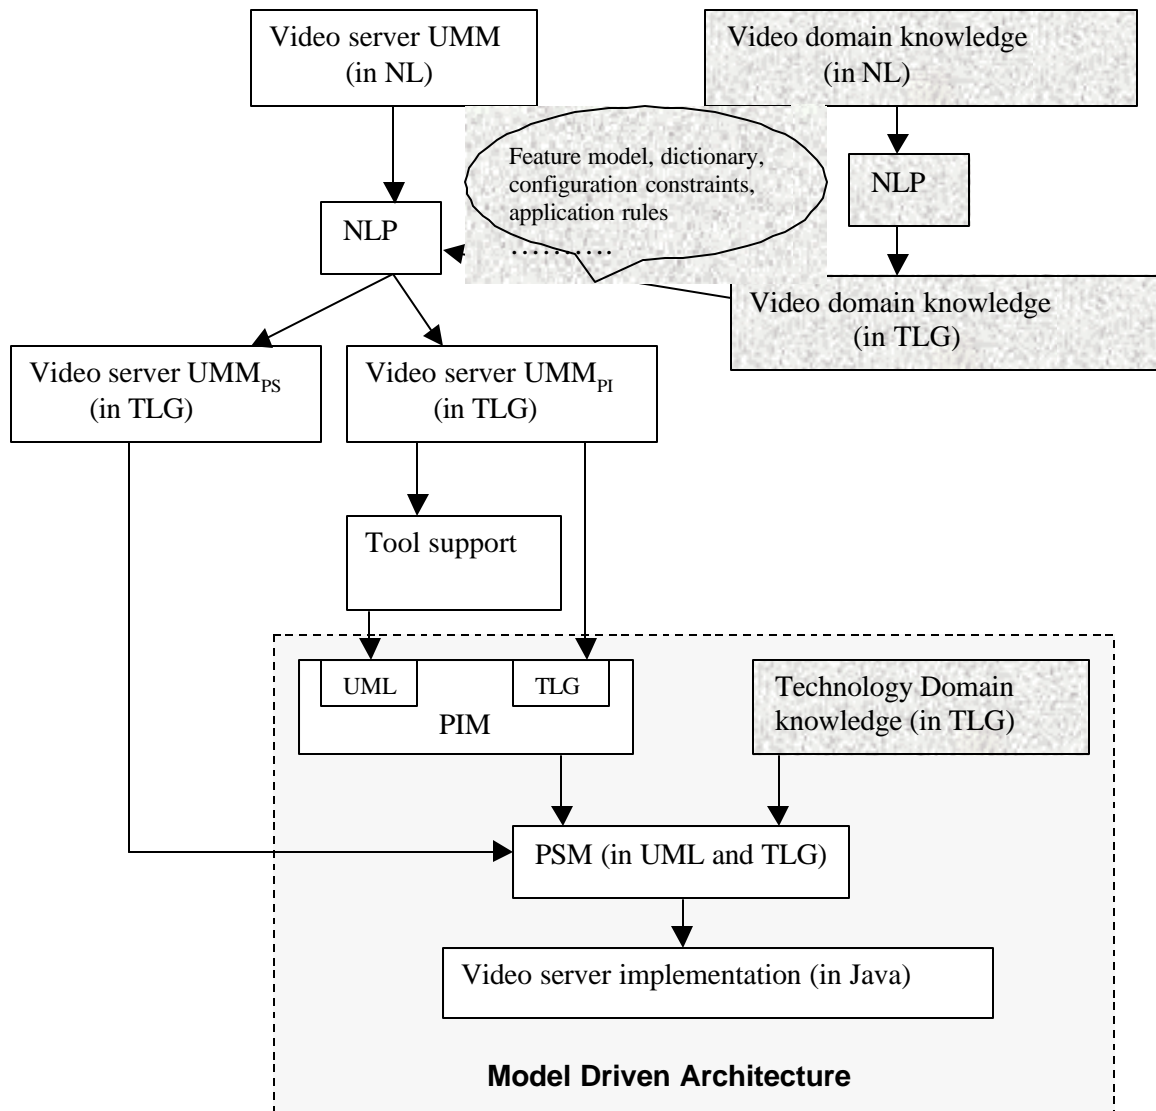 Video server UMM
(in NL)
Video domain knowledge
(in NL)
Feature model, dictionary,
configuration constraints,
application rules
..........
NLP
NLP
Video domain knowledge
(in TLG)
Video server UMMPS
(in TLG)
Video server UMMPI
(in TLG)
Tool support
UML
TLG
PIM
Technology Domain
knowledge (in TLG)
PSM (in UML and TLG)
Video server implementation (in Java)
Model Driven Architecture